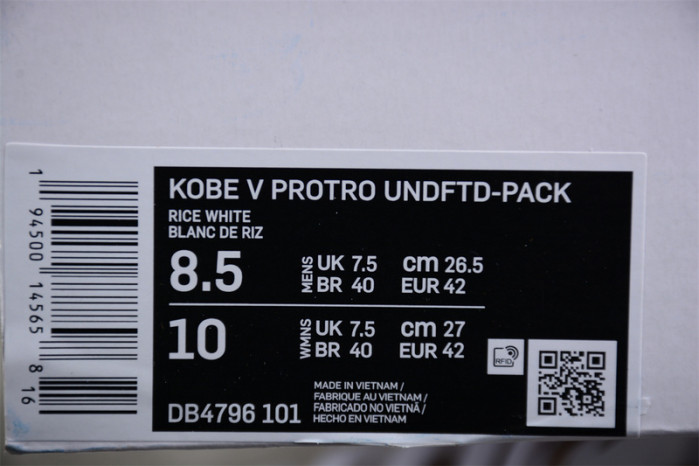 KOBE V PROTRO UNDFTD-PACK
RICE WHITE
BLANC DE RIZ
8.5
MENS
UK 7.5 cm 26.5
BR 40 EUR 42
10
WMNS
UK 7.5 cm 27
BR 40 EUR 42
RFID
DB4796 101
MADE IN VIETNAM /
FABRIQUE AU VIETNAM /
FABRICADO NO VIETNÃ /
HECHO EN VIETNAM
1 94500 14565 8 16